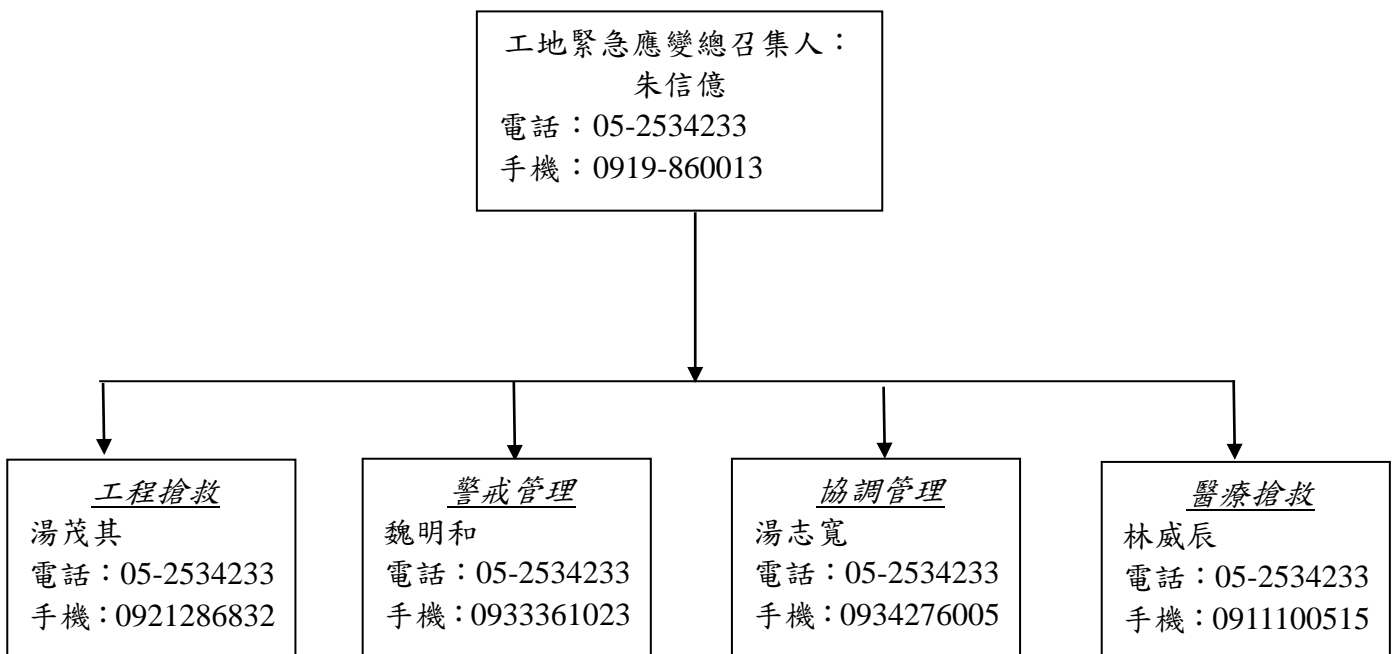 工地緊急應變總召集人：
朱信億
電話：05-2534233
手機：0919-860013
工程搶救
湯茂其
電話：05-2534233
手機：0921286832
警戒管理
魏明和
電話：05-2534233
手機：0933361023
協調管理
湯志寬
電話：05-2534233
手機：0934276005
醫療搶救
林威辰
電話：05-2534233
手機：0911100515